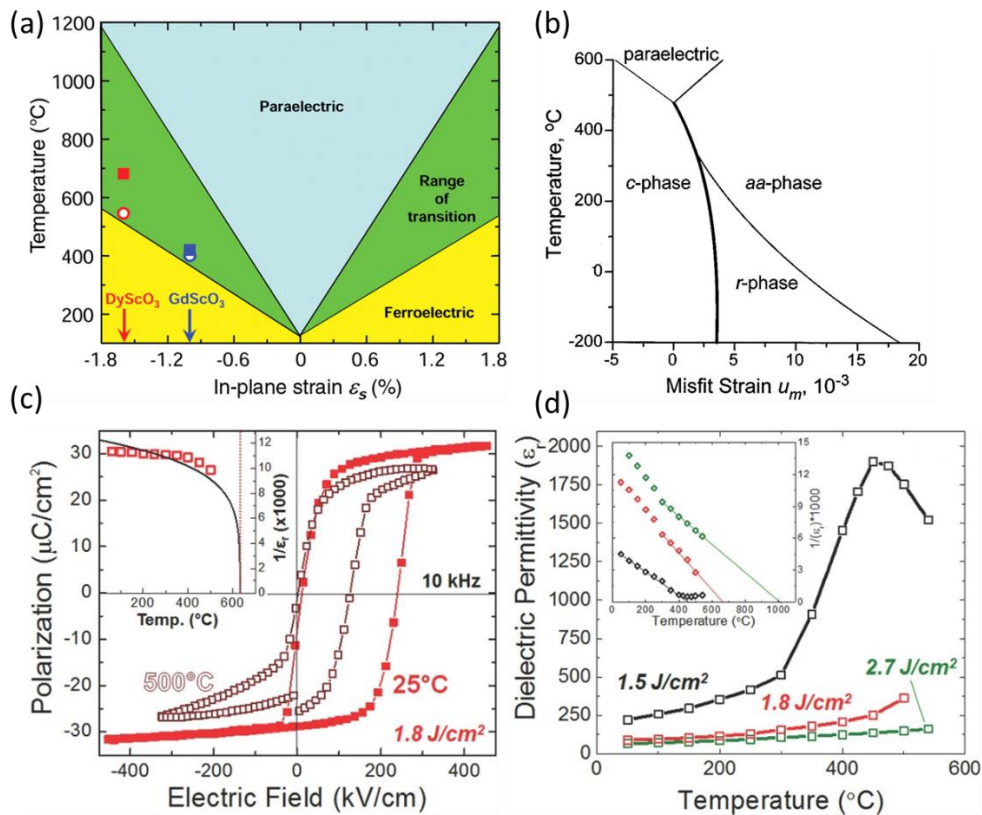 (a)
1200
1000
800
600
400
200
Temperature (°C)
Paraelectric
Range
of
transition
Ferroelectric
DyScO3
GdScO3
-1.8
-1.2
-0.6
0
0.6
1.2
1.8
In-plane strain εs (%)
(b)
600
400
200
0
-200
Temperature, ºC
paraelectric
c-phase
aa-phase
r-phase
-5
0
5
10
15
20
Misfit Strain um, 10-3
(c)
30
20
10
0
-10
-20
-30
Polarization (µC/cm2)
12
10
8
6
4
2
0
1/εr (x1000)
200
400
600
Temp. (°C)
10 kHz
500°C
25°C
1.8 J/cm2
-400
-200
0
200
400
Electric Field (kV/cm)
(d)
2000
1750
1500
1250
1000
750
500
250
0
Dielectric Permittivity (εr)
15
12
9
6
3
0
1/(εr)*1000
0
200
400
600
800
1000
Temperature (°C)
1.5 J/cm2
1.8 J/cm2
2.7 J/cm2
0
200
400
600
Temperature (°C)